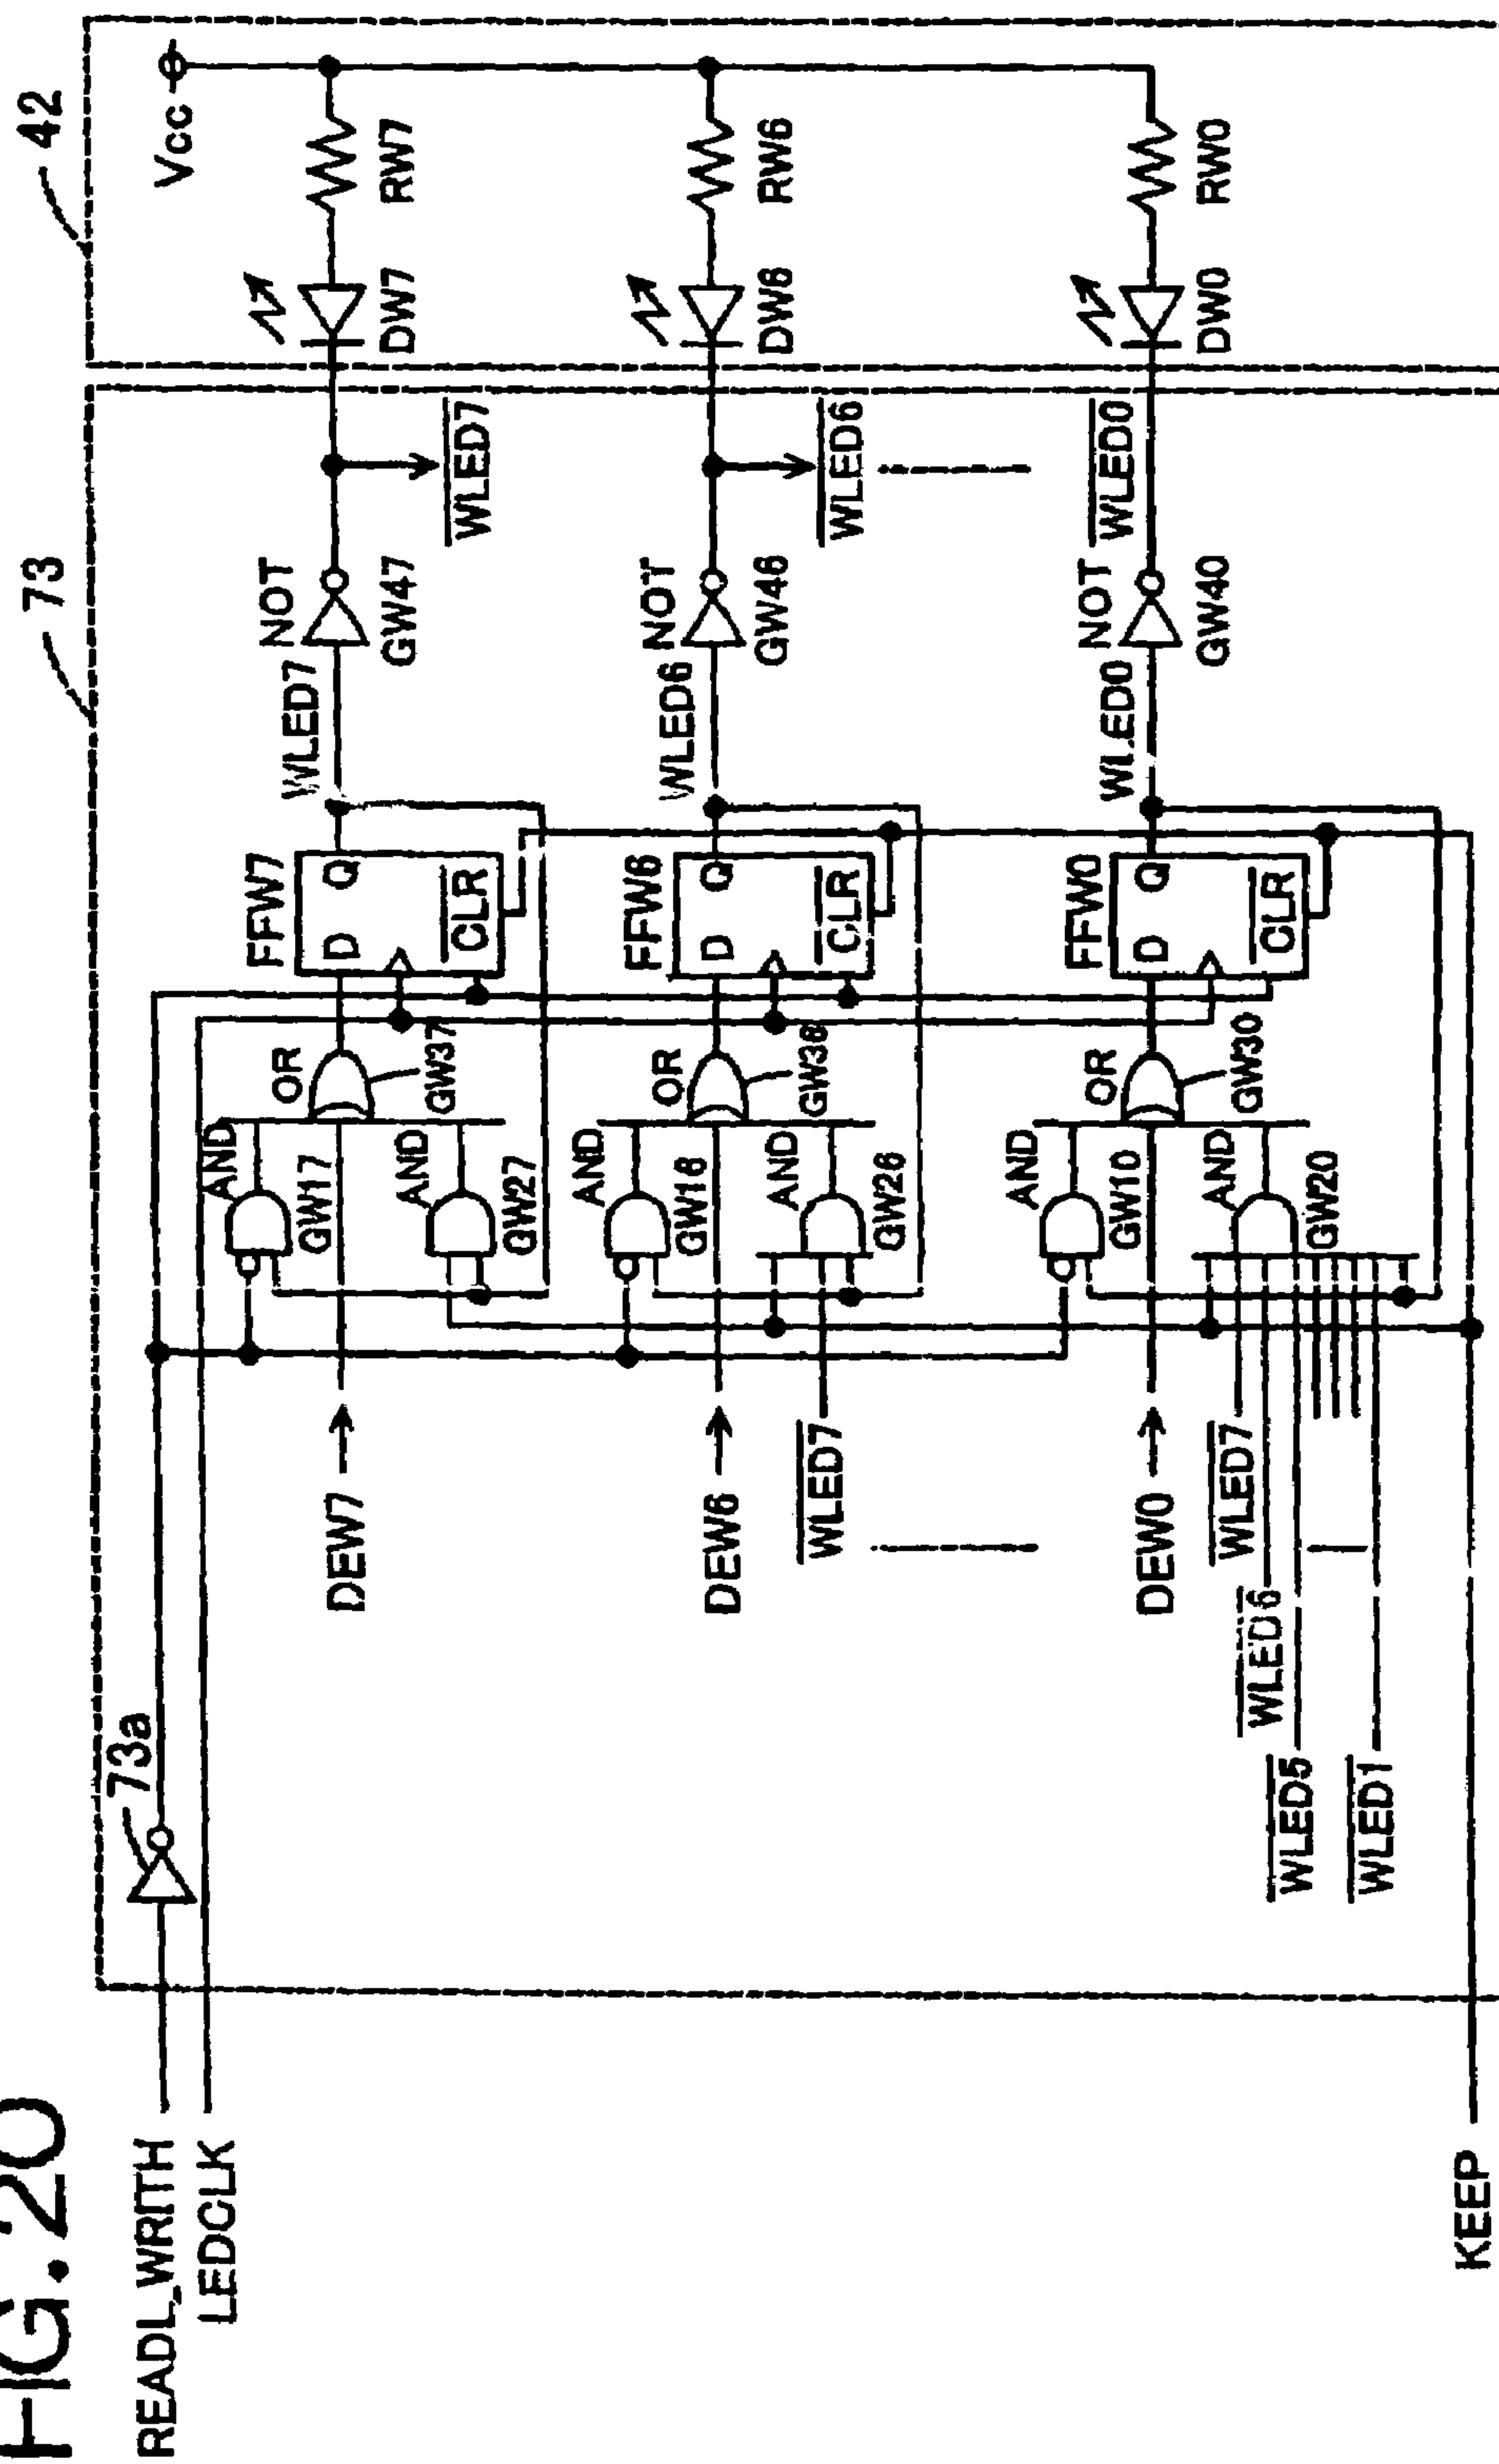 FIG. 20
73
42
READL_WRITH
73a
LEDCLK
Vcc
AND
GW17
OR
GW37
FFW7
D
Q
CLR
WLED7
NOT
GW47
DW7
RW7
DEW7
AND
GW27
WLED7
AND
GW16
OR
GW36
FFW6
D
Q
CLR
WLED6
NOT
GW46
DW6
RW6
DEW6
WLED7
AND
GW26
WLED6
AND
GW10
OR
GW30
FFW0
D
Q
CLR
WLED0
NOT
GW40
WLED0
DW0
RW0
DEW0
AND
GW20
WLED7
WLED6
WLED5
WLED1
KEEP